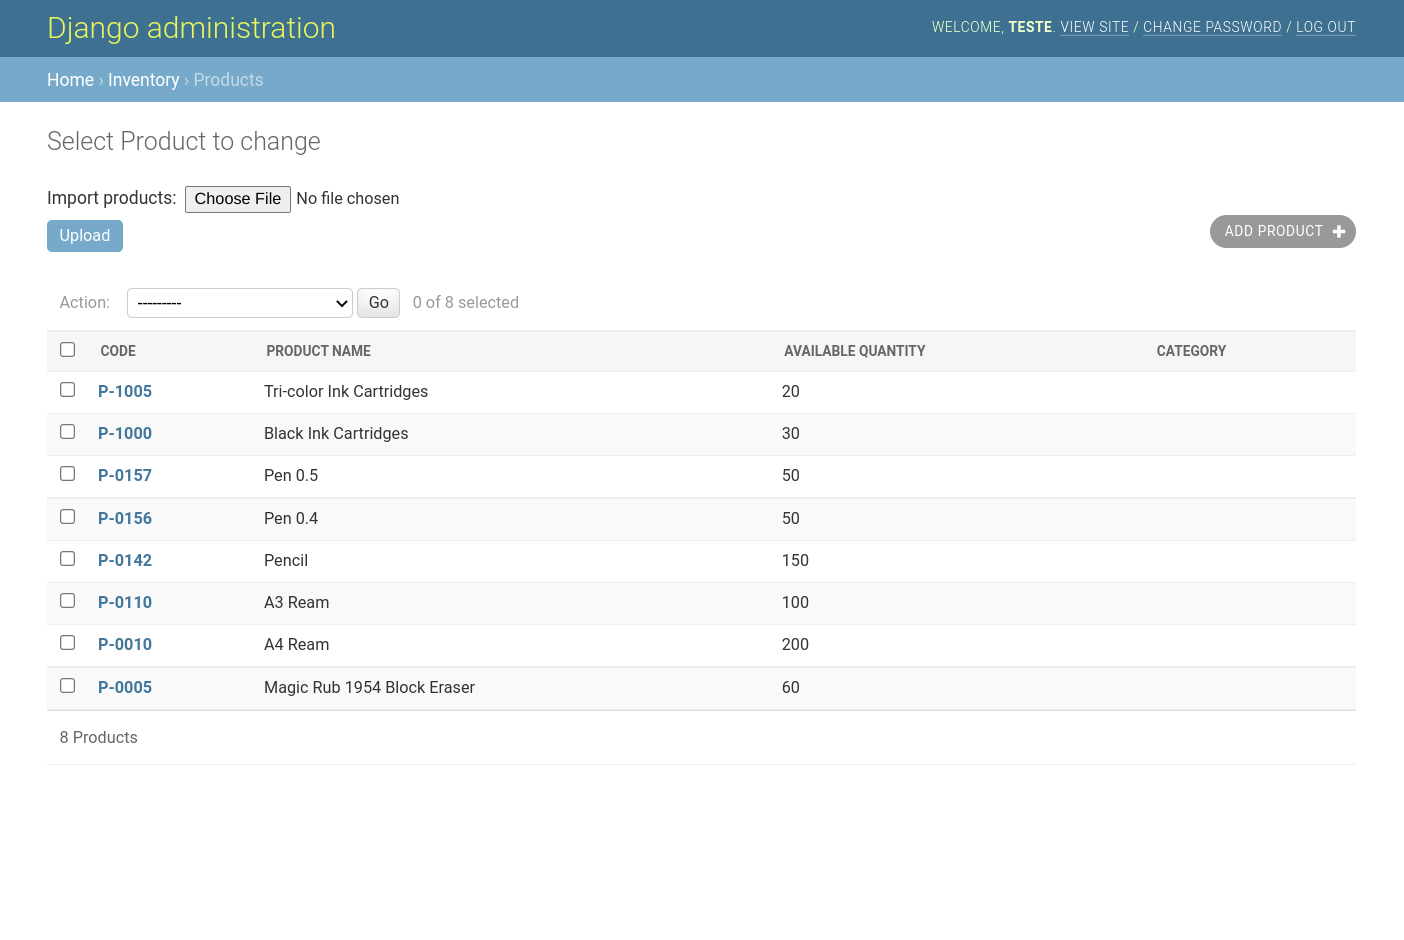 Django administration
WELCOME, TESTE. VIEW SITE / CHANGE PASSWORD / LOG OUT
Home › Inventory › Products
Select Product to change
Import products: Choose File No file chosen
Upload
ADD PRODUCT
Action: --------- Go 0 of 8 selected
CODE PRODUCT NAME AVAILABLE QUANTITY CATEGORY
P-1005 Tri-color Ink Cartridges 20
P-1000 Black Ink Cartridges 30
P-0157 Pen 0.5 50
P-0156 Pen 0.4 50
P-0142 Pencil 150
P-0110 A3 Ream 100
P-0010 A4 Ream 200
P-0005 Magic Rub 1954 Block Eraser 60
8 Products